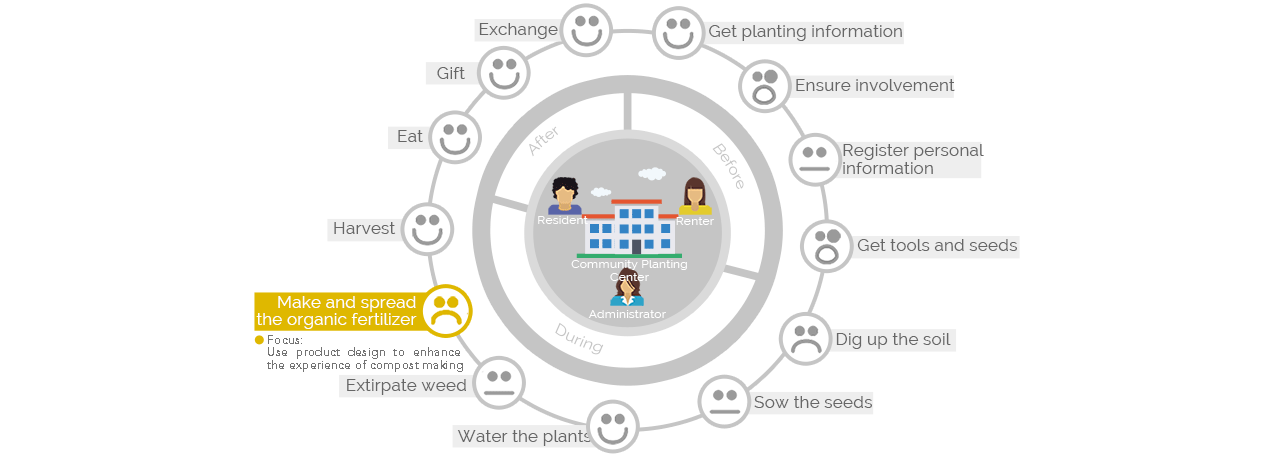 Exchange
Get planting information
Gift
Ensure involvement
Eat
After
Before
Register personal
information
Resident
Renter
Harvest
Get tools and seeds
Community Planting
Center
Make and spread
the organic fertilizer
Administrator
During
Focus:
Use product design to enhance
the experience of compost making
Dig up the soil
Extirpate weed
Sow the seeds
Water the plants